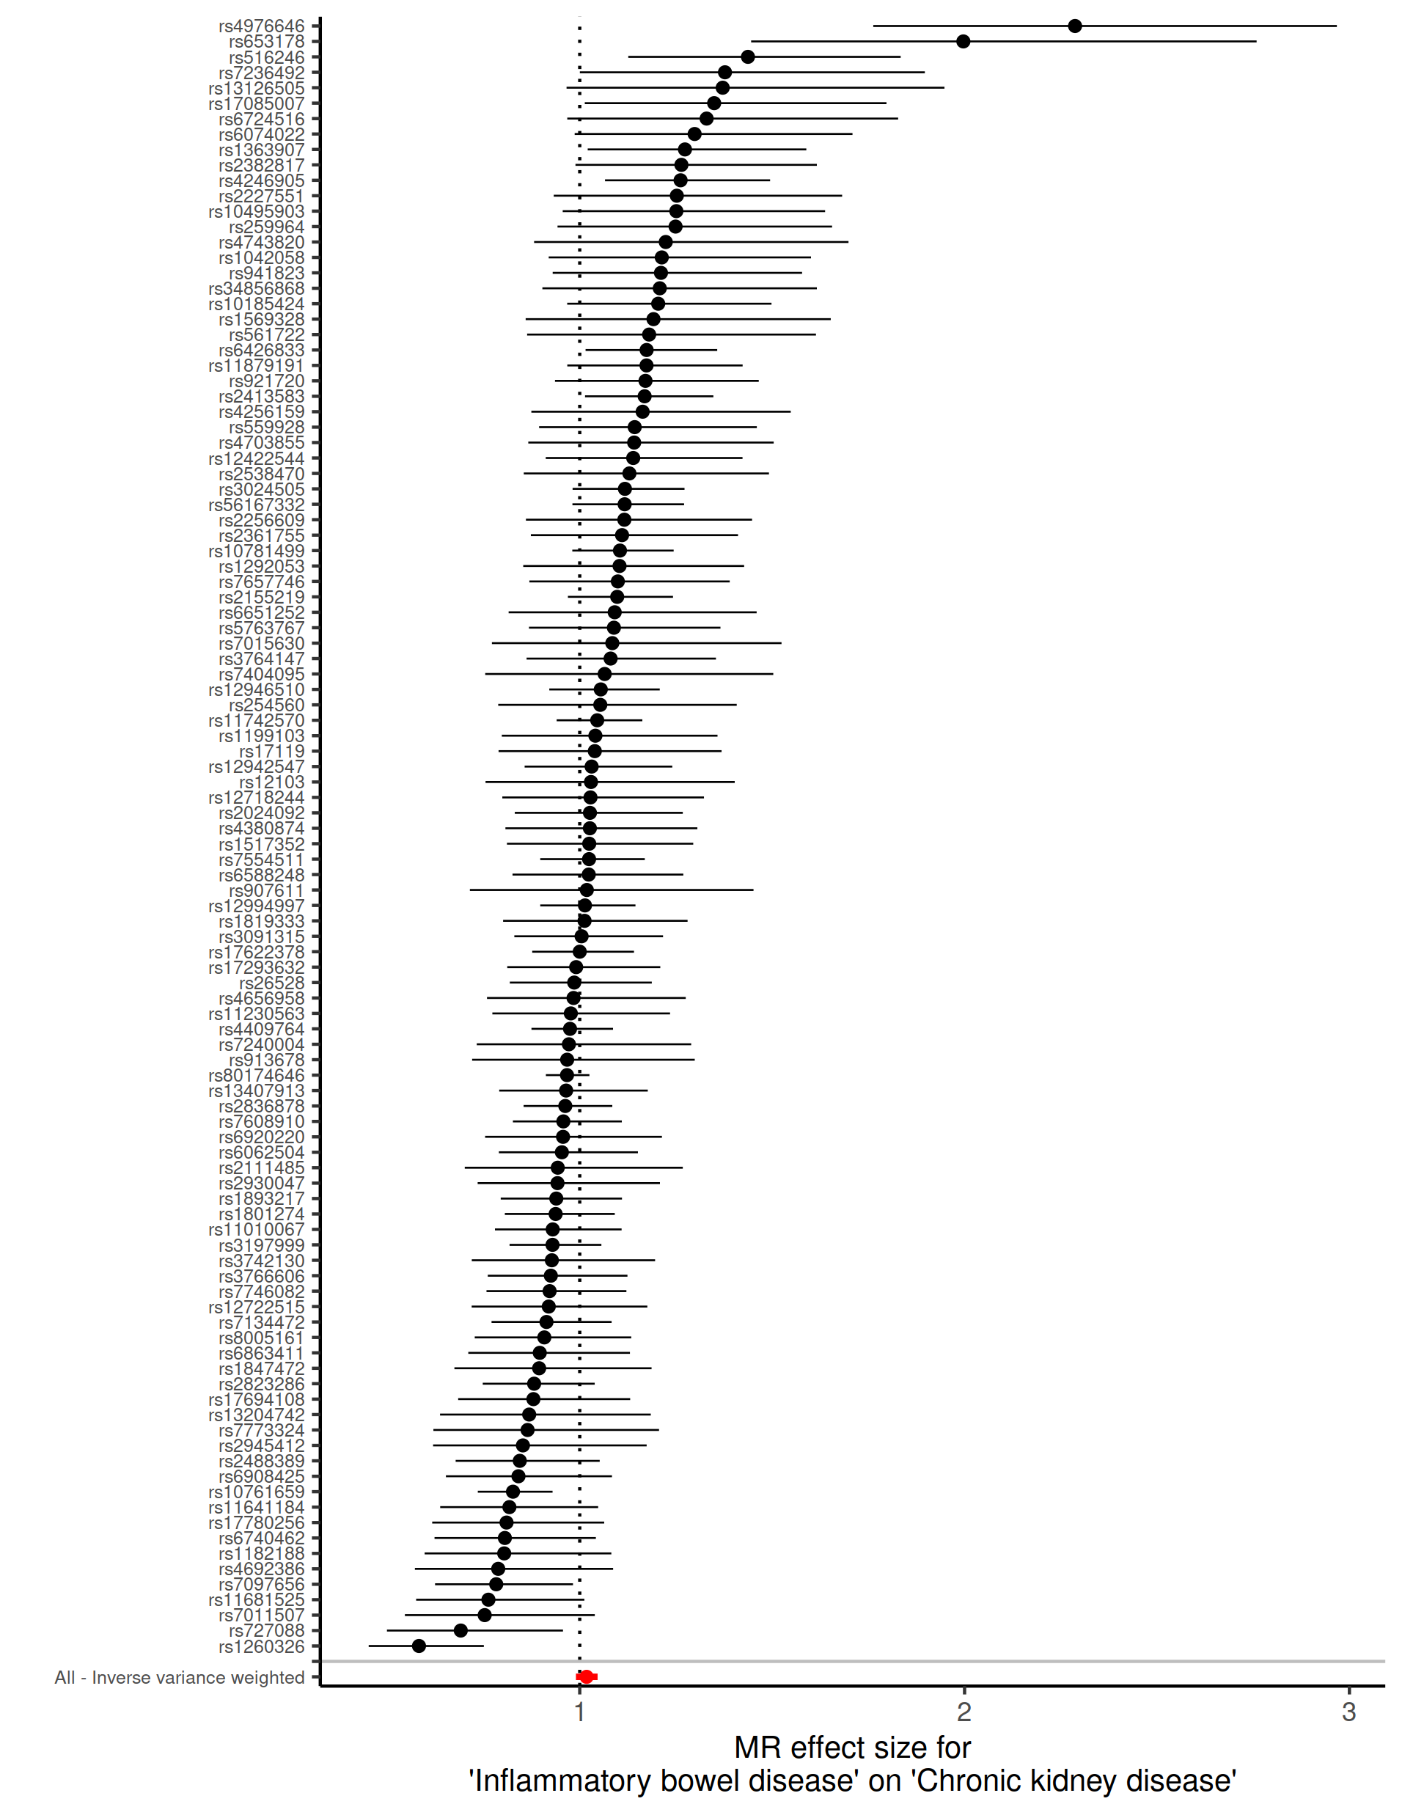 rs4976646
rs653178
rs516246
rs7236492
rs13126505
rs17085007
rs6724516
rs6074022
rs1363907
rs2382817
rs4246905
rs2227551
rs10495903
rs259964
rs4743820
rs1042058
rs941823
rs34856868
rs10185424
rs1569328
rs561722
rs6426833
rs11879191
rs921720
rs2413583
rs4256159
rs559928
rs4703855
rs12422544
rs2538470
rs3024505
rs56167332
rs2256609
rs2361755
rs10781499
rs1292053
rs7657746
rs2155219
rs6651252
rs5763767
rs7015630
rs3764147
rs7404095
rs12946510
rs254560
rs11742570
rs1199103
rs17119
rs12942547
rs12103
rs12718244
rs2024092
rs4380874
rs1517352
rs7554511
rs6588248
rs907611
rs12994997
rs1819333
rs3091315
rs17622378
rs17293632
rs26528
rs4656958
rs11230563
rs4409764
rs7240004
rs913678
rs80174646
rs13407913
rs2836878
rs7608910
rs6920220
rs6062504
rs2111485
rs2930047
rs1893217
rs1801274
rs11010067
rs3197999
rs3742130
rs3766606
rs7746082
rs12722515
rs7134472
rs8005161
rs6863411
rs1847472
rs2823286
rs17694108
rs13204742
rs7773324
rs2945412
rs2488389
rs6908425
rs10761659
rs11641184
rs17780256
rs6740462
rs1182188
rs4692386
rs7097656
rs11681525
rs7011507
rs727088
rs1260326
All - Inverse variance weighted
1 2 3
MR effect size for
'Inflammatory bowel disease' on 'Chronic kidney disease'